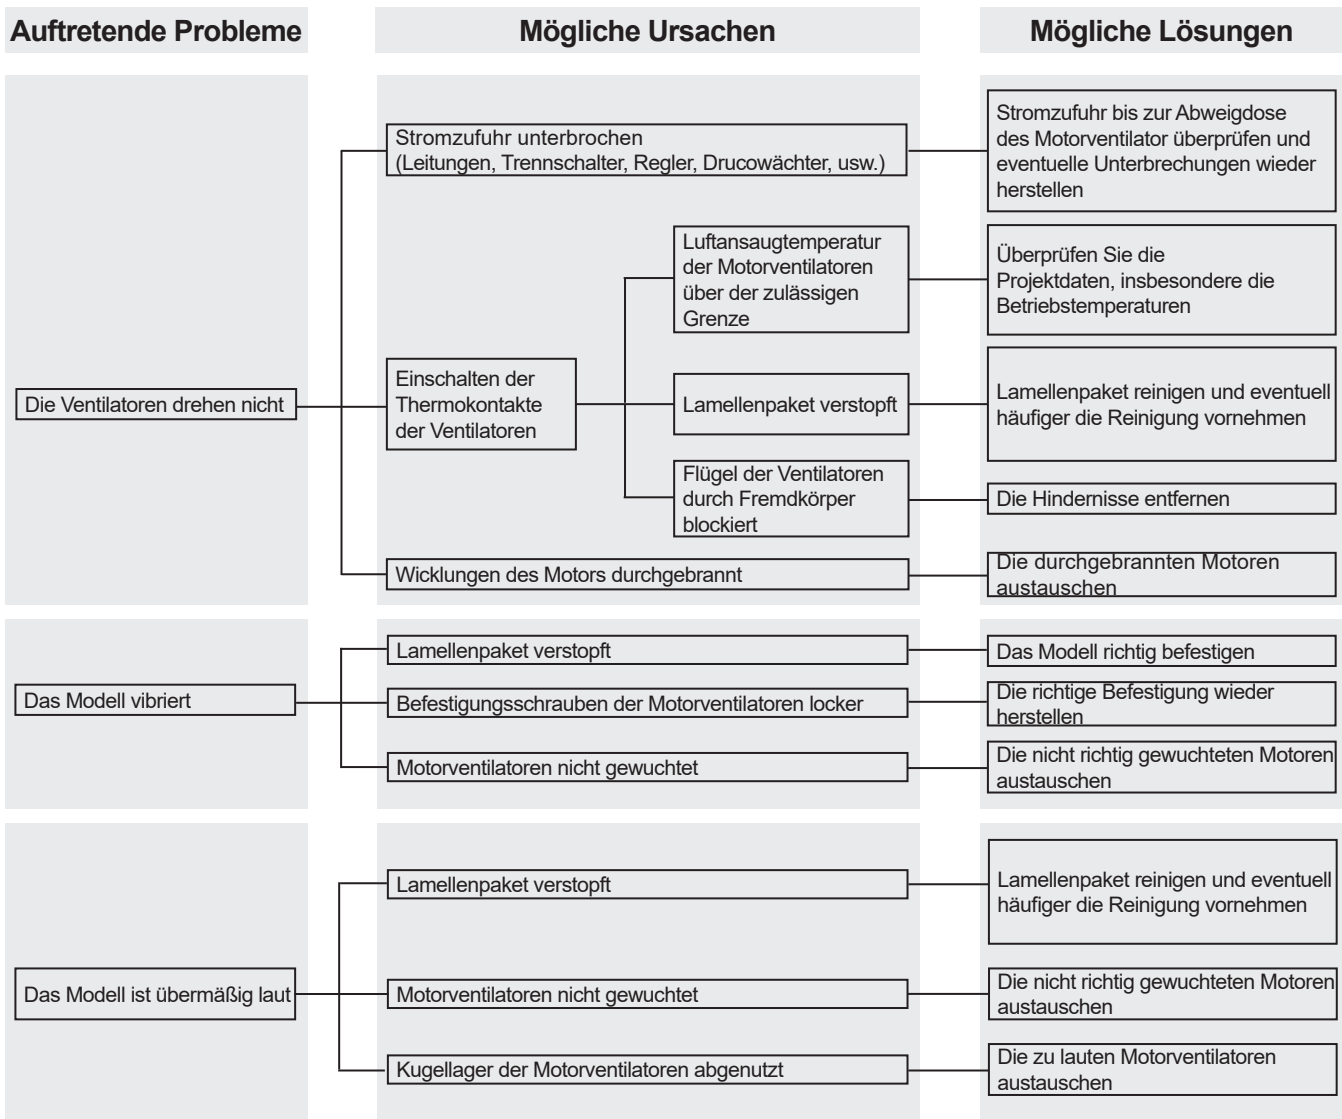 Auftretende Probleme
Mögliche Ursachen
Mögliche Lösungen
Die Ventilatoren drehen nicht
Stromzufuhr unterbrochen
(Leitungen, Trennschalter, Regler, Drucowächter, usw.)
Stromzufuhr bis zur Abweigdose
des Motorventilator überprüfen und
eventuelle Unterbrechungen wieder
herstellen
Einschalten der
Thermokontakte
der Ventilatoren
Luftansaugtemperatur
der Motorventilatoren
über der zulässigen
Grenze
Überprüfen Sie die
Projektdaten, insbesondere die
Betriebstemperaturen
Lamellenpaket verstopft
Lamellenpaket reinigen und eventuell
häufiger die Reinigung vornehmen
Flügel der Ventilatoren
durch Fremdkörper
blockiert
Die Hindernisse entfernen
Wicklungen des Motors durchgebrannt
Die durchgebrannten Motoren
austauschen
Das Modell vibriert
Lamellenpaket verstopft
Das Modell richtig befestigen
Befestigungsschrauben der Motorventilatoren locker
Die richtige Befestigung wieder
herstellen
Motorventilatoren nicht gewuchtet
Die nicht richtig gewuchteten Motoren
austauschen
Das Modell ist übermäßig laut
Lamellenpaket verstopft
Lamellenpaket reinigen und eventuell
häufiger die Reinigung vornehmen
Motorventilatoren nicht gewuchtet
Die nicht richtig gewuchteten Motoren
austauschen
Kugellager der Motorventilatoren abgenutzt
Die zu lauten Motorventilatoren
austauschen